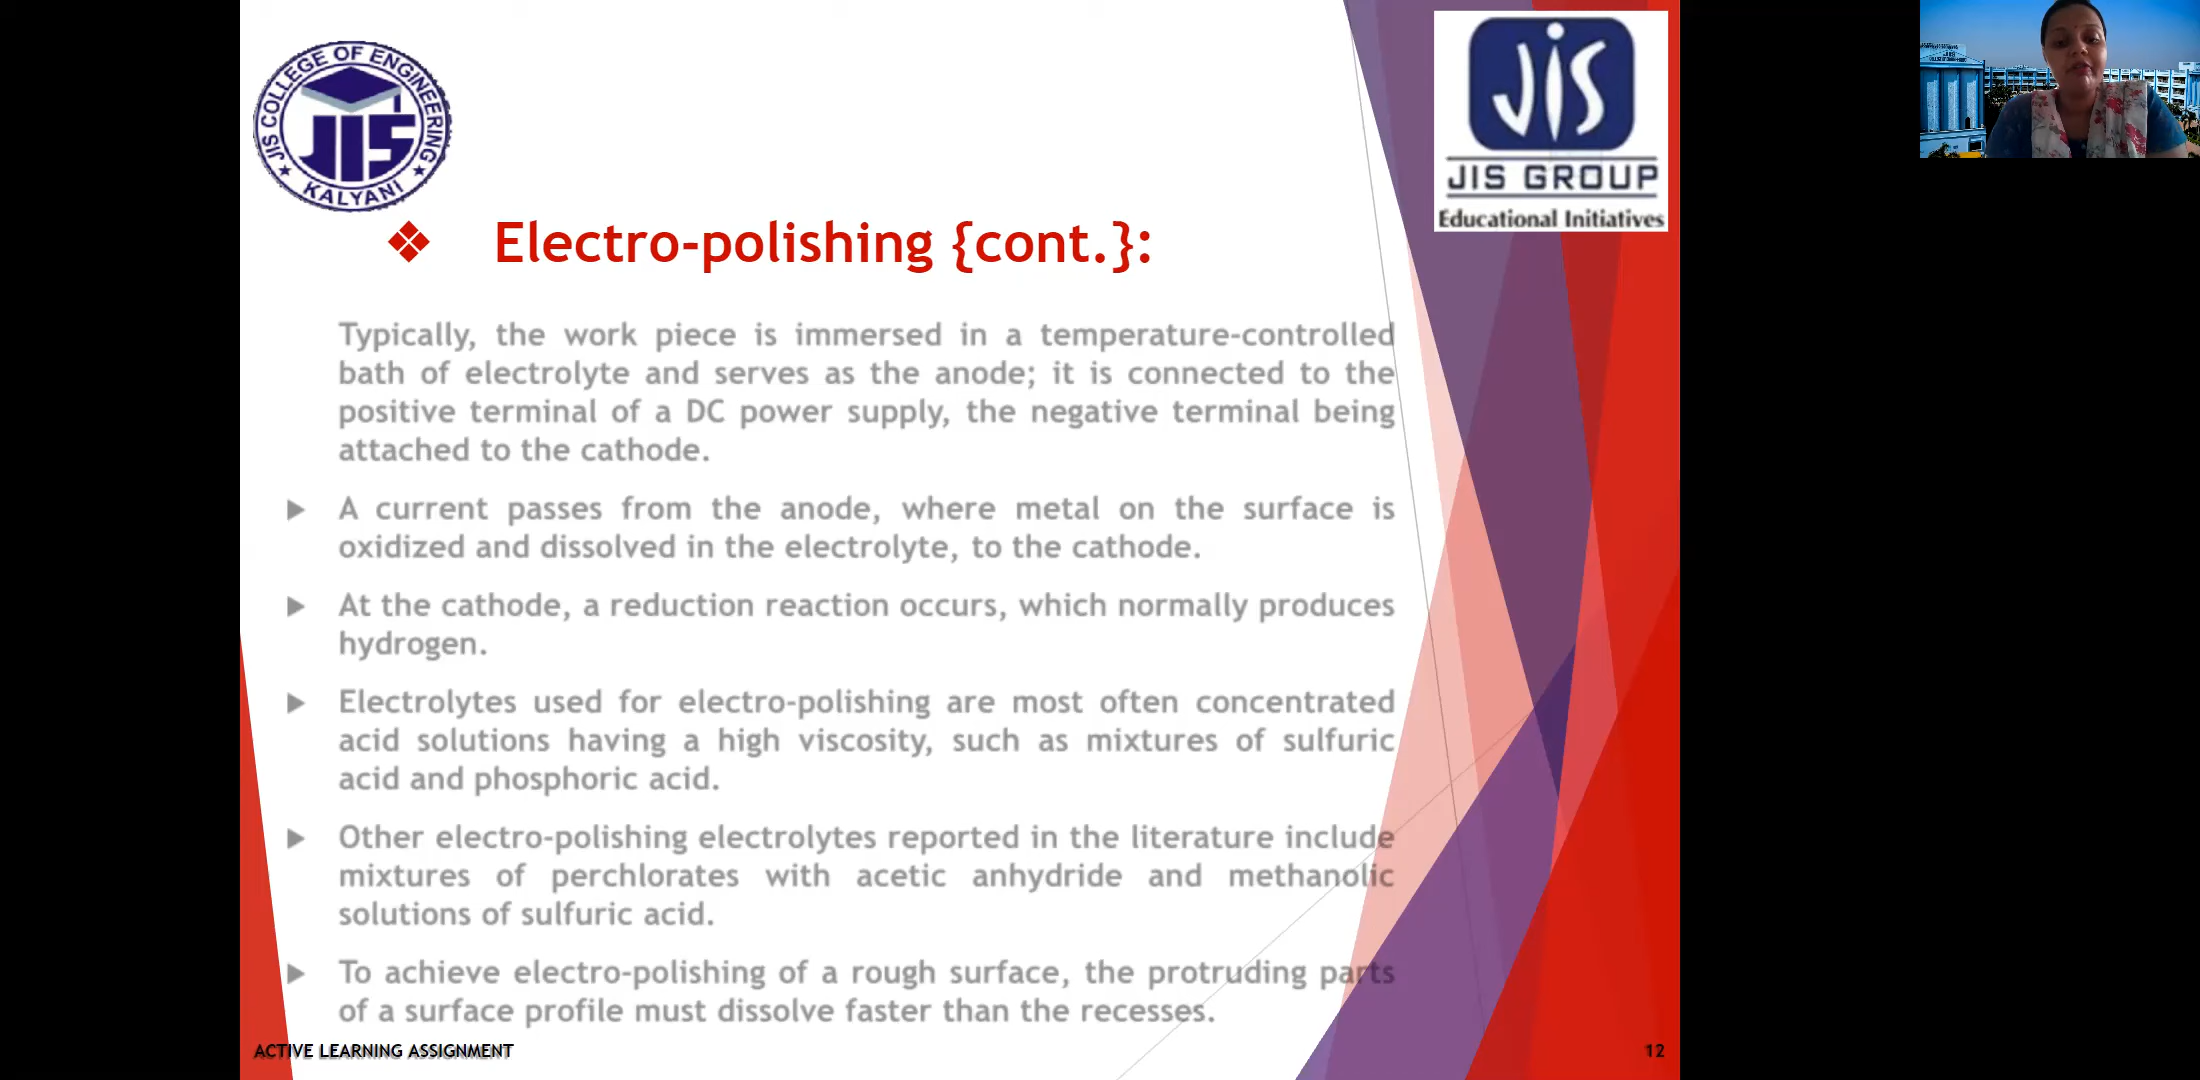 JIS COLLEGE OF ENGINEERING
JIS
★ KALYANI ★
JIS
JIS GROUP
Educational Initiatives
❖ Electro-polishing {cont.}:
Typically, the work piece is immersed in a temperature-controlled
bath of electrolyte and serves as the anode; it is connected to the
positive terminal of a DC power supply, the negative terminal being
attached to the cathode.
A current passes from the anode, where metal on the surface is
oxidized and dissolved in the electrolyte, to the cathode.
At the cathode, a reduction reaction occurs, which normally produces
hydrogen.
Electrolytes used for electro-polishing are most often concentrated
acid solutions having a high viscosity, such as mixtures of sulfuric
acid and phosphoric acid.
Other electro-polishing electrolytes reported in the literature include
mixtures of perchlorates with acetic anhydride and methanolic
solutions of sulfuric acid.
To achieve electro-polishing of a rough surface, the protruding parts
of a surface profile must dissolve faster than the recesses.
ACTIVE LEARNING ASSIGNMENT
12